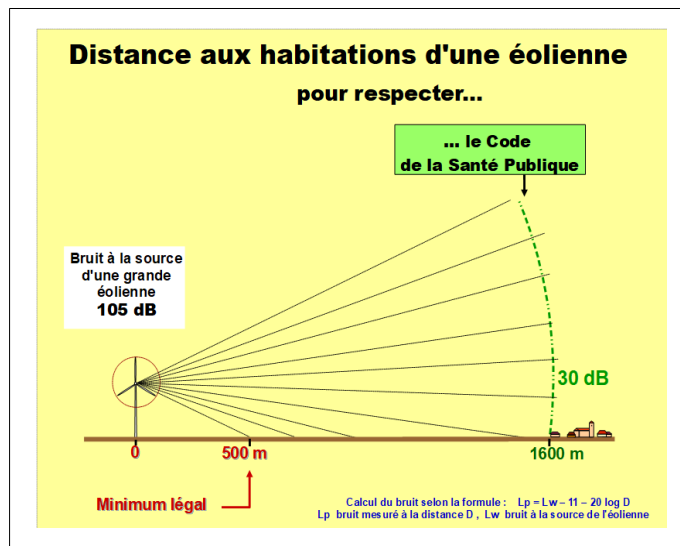 Distance aux habitations d'une éolienne
pour respecter...
... le Code
de la Santé Publique
Bruit à la source
d'une grande
éolienne
105 dB
30 dB
0
500 m
1600 m
Minimum légal
Calcul du bruit selon la formule : Lp = Lw – 11 – 20 log D
Lp bruit mesuré à la distance D , Lw bruit à la source de l'éolienne